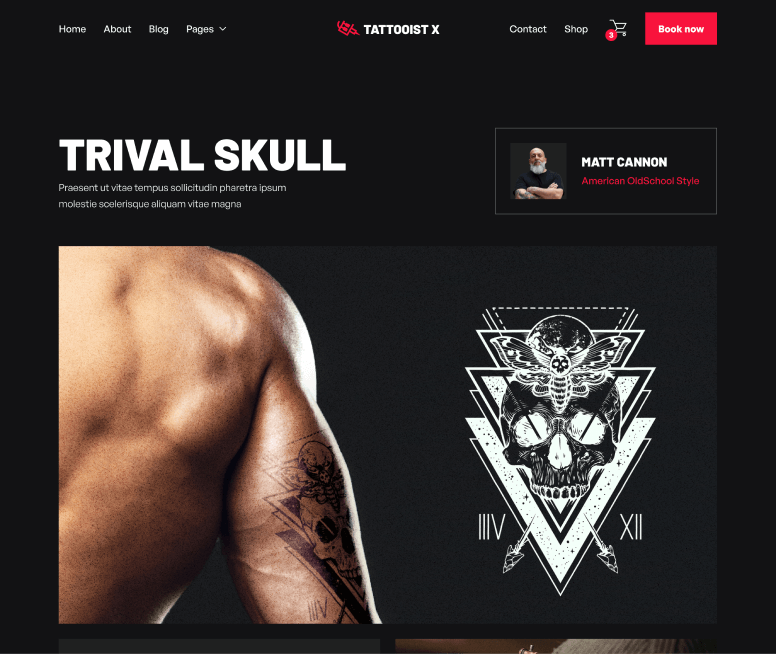 Home About Blog Pages TATTOOIST X Contact Shop 3 Book now
TRIVAL SKULL
Praesent ut vitae tempus sollicitudin pharetra ipsum
molestie scelerisque aliquam vitae magna
MATT CANNON
American OldSchool Style
IIIV XII
IIIV